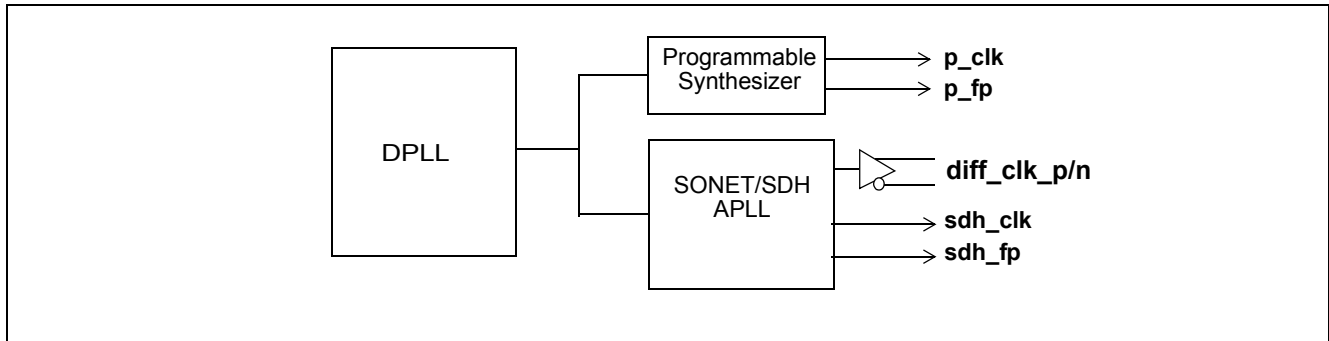 DPLL
Programmable
Synthesizer
p_clk
p_fp
SONET/SDH
APLL
diff_clk_p/n
sdh_clk
sdh_fp